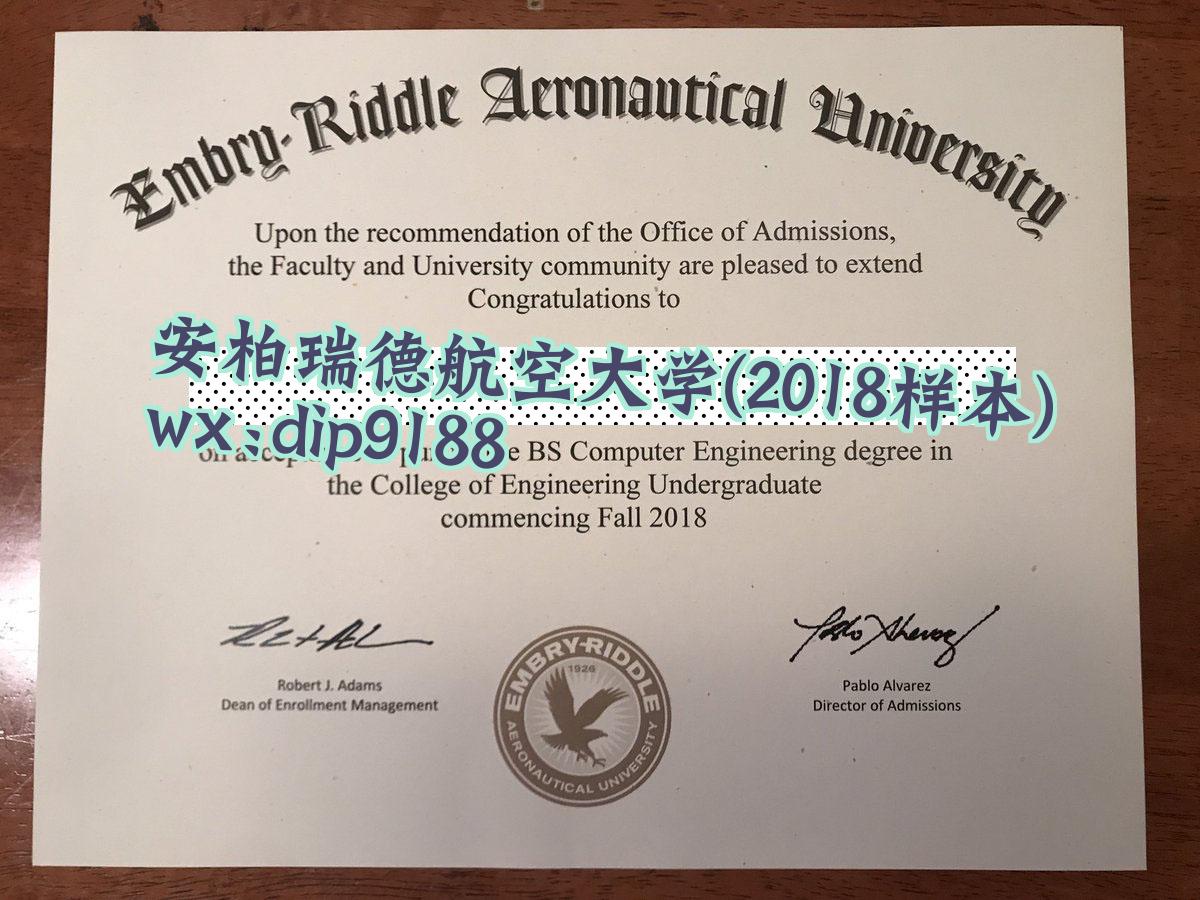 Embry-Riddle Aeronautical University
Upon the recommendation of the Office of Admissions,
the Faculty and University community are pleased to extend
Congratulations to
安柏瑞德航空大学(2018样本)
wx:dip9188
BS Computer Engineering degree in
the College of Engineering Undergraduate
commencing Fall 2018
Robert J. Adams
Dean of Enrollment Management
Pablo Alvarez
Director of Admissions
EMBRY-RIDDLE
1926
AERONAUTICAL UNIVERSITY